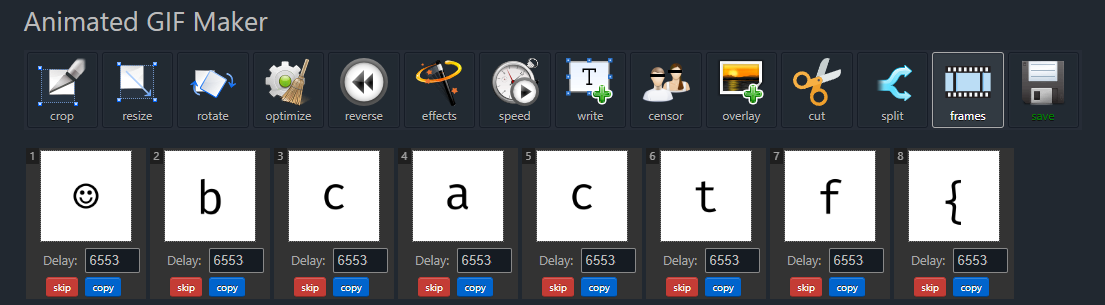 Animated GIF Maker
crop resize rotate optimize reverse effects speed write censor overlay cut split frames save
1 2 3 4 5 6 7 8
☺ b c a c t f {
Delay: 6553 Delay: 6553 Delay: 6553 Delay: 6553 Delay: 6553 Delay: 6553 Delay: 6553 Delay: 6553
skip copy skip copy skip copy skip copy skip copy skip copy skip copy skip copy